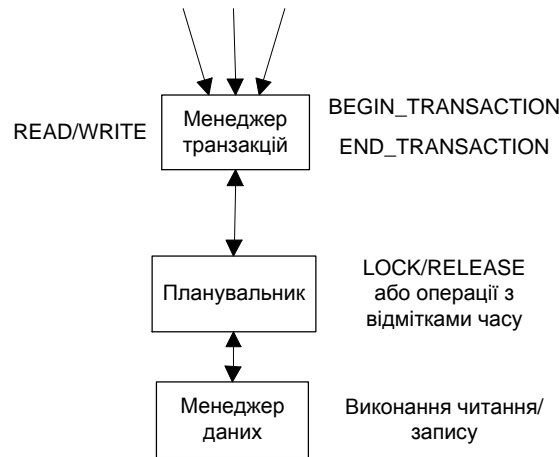 READ/WRITE
Менеджер
транзакцій
BEGIN_TRANSACTION
END_TRANSACTION
Планувальник
LOCK/RELEASE
або операції з
відмітками часу
Менеджер
даних
Виконання читання/
запису